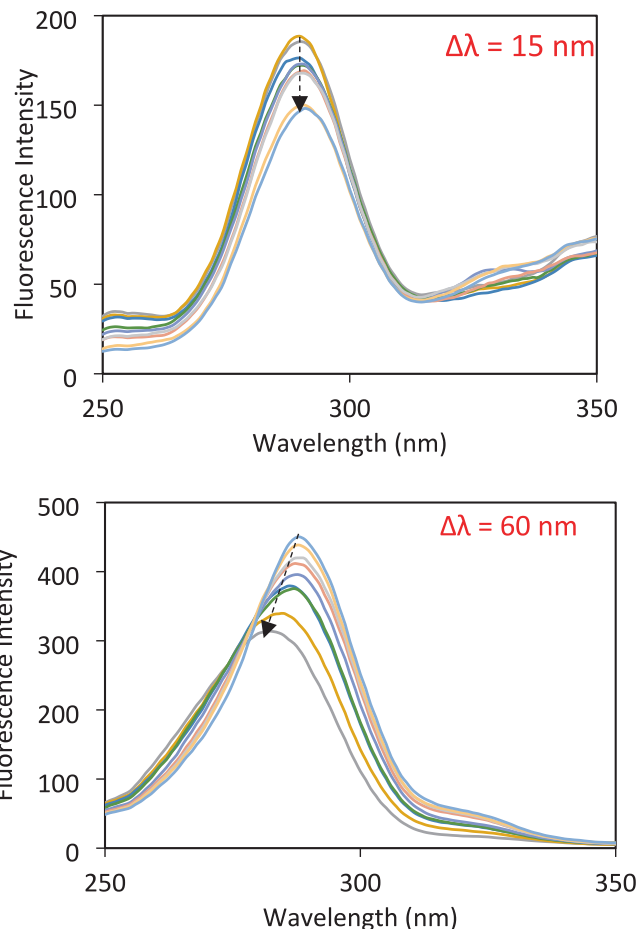 200
Δλ = 15 nm
150
100
50
0
Fluorescence Intensity
250
300
350
Wavelength (nm)
500
Δλ = 60 nm
400
300
200
100
0
Fluorescence Intensity
250
300
350
Wavelength (nm)